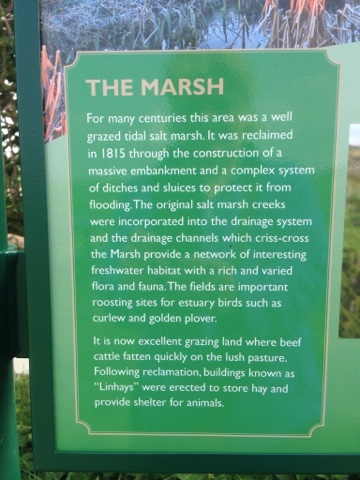 THE MARSH
For many centuries this area was a well
grazed tidal salt marsh. It was reclaimed
in 1815 through the construction of a
massive embankment and a complex system
of ditches and sluices to protect it from
flooding. The original salt marsh creeks
were incorporated into the drainage system
and the drainage channels which criss-cross
the Marsh provide a network of interesting
freshwater habitat with a rich and varied
flora and fauna. The fields are important
roosting sites for estuary birds such as
curlew and golden plover.
It is now excellent grazing land where beef
cattle fatten quickly on the lush pasture.
Following reclamation, buildings known as
"Linhays" were erected to store hay and
provide shelter for animals.